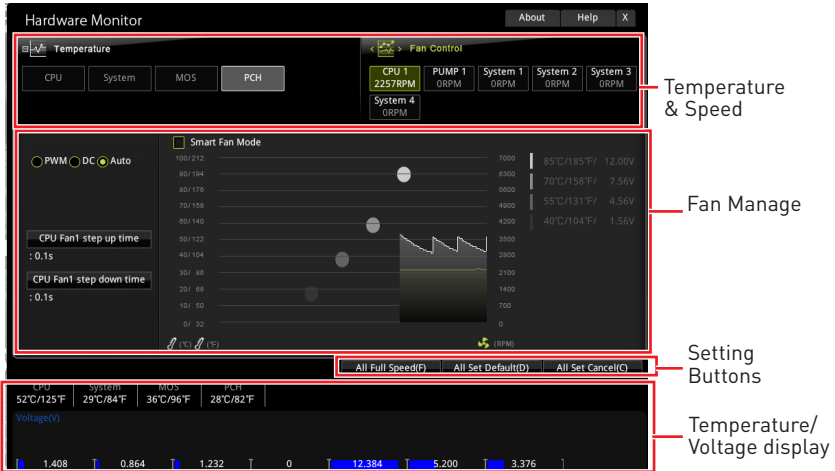 Hardware Monitor
About Help X
Temperature
Fan Control
CPU System MOS PCH
CPU 1 PUMP 1 System 1 System 2 System 3
2257RPM 0RPM 0RPM 0RPM 0RPM
System 4
0RPM
Temperature
& Speed
Smart Fan Mode
PWM DC Auto
100/212 7000 85℃/185℉/ 12.00V
90/194 6300
70℃/158℉/ 7.56V
80/176 5600
70/158 4900 55℃/131℉/ 4.56V
60/140 4200 40℃/104℉/ 1.56V
Fan Manage
CPU Fan1 step up time
50/122 3500
: 0.1s
40/104 2800
CPU Fan1 step down time
30/ 86 2100
20/ 68 1400
: 0.1s
10/ 50 700
0/ 32 0
(℃) (℉) (RPM)
All Full Speed(F) All Set Default(D) All Set Cancel(C)
Setting
Buttons
CPU System MOS PCH
52℃/125℉ 29℃/84℉ 36℃/96℉ 28℃/82℉
Voltage(V)
Temperature/
Voltage display
1.408 0.864 1.232 0 12.384 5.200 3.376